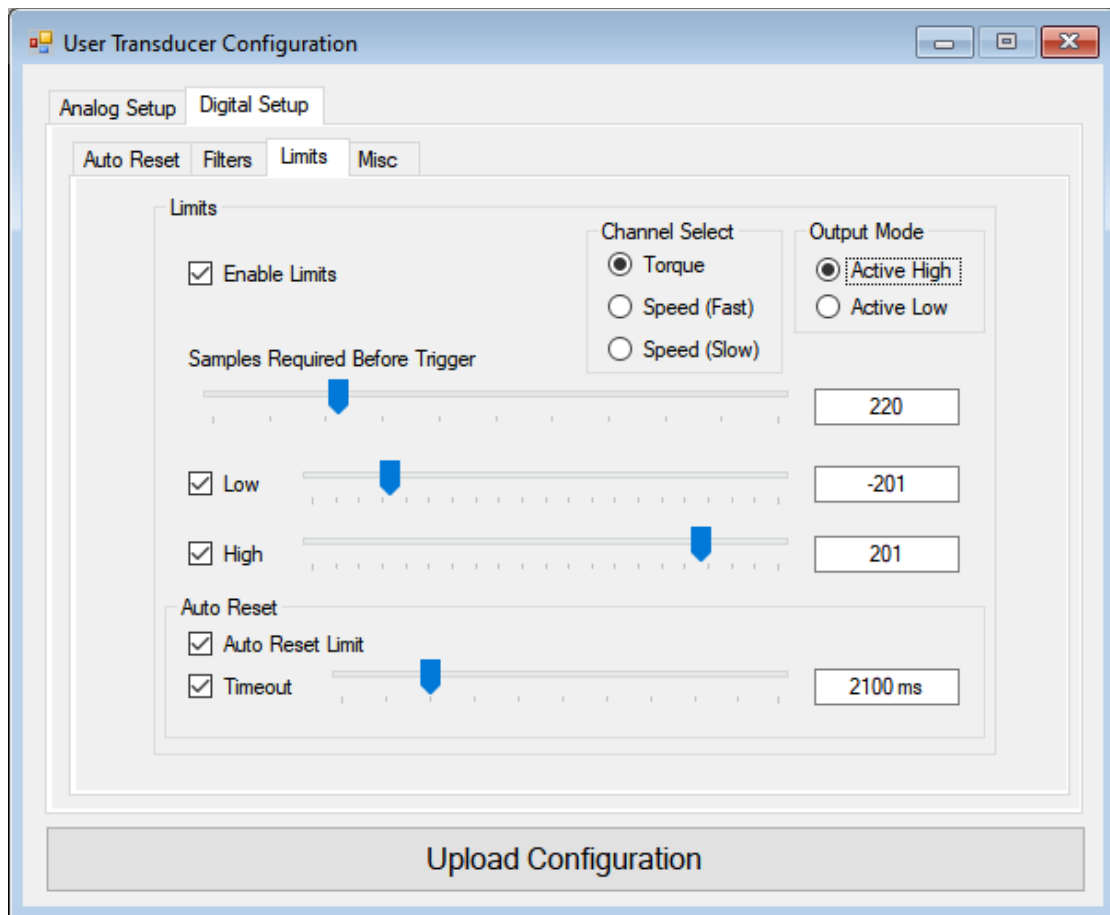 User Transducer Configuration
Analog Setup Digital Setup
Auto Reset Filters Limits Misc
Limits
Channel Select Output Mode
Enable Limits Torque Active High
Speed (Fast) Active Low
Speed (Slow)
Samples Required Before Trigger
220
Low -201
High 201
Auto Reset
Auto Reset Limit
Timeout 2100 ms
Upload Configuration